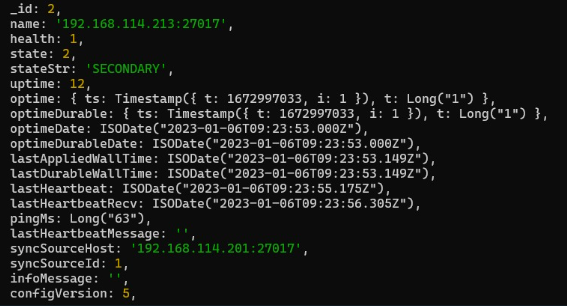 _id: 2,
name: '192.168.114.213:27017',
health: 1,
state: 2,
stateStr: 'SECONDARY',
uptime: 12,
optime: { ts: Timestamp({ t: 1672997033, i: 1 }), t: Long("1") },
optimeDurable: { ts: Timestamp({ t: 1672997033, i: 1 }), t: Long("1") },
optimeDate: ISODate("2023-01-06T09:23:53.000Z"),
optimeDurableDate: ISODate("2023-01-06T09:23:53.000Z"),
lastAppliedWallTime: ISODate("2023-01-06T09:23:53.149Z"),
lastDurableWallTime: ISODate("2023-01-06T09:23:53.149Z"),
lastHeartbeat: ISODate("2023-01-06T09:23:55.175Z"),
lastHeartbeatRecv: ISODate("2023-01-06T09:23:56.305Z"),
pingMs: Long("63"),
lastHeartbeatMessage: '',
syncSourceHost: '192.168.114.201:27017',
syncSourceId: 1,
infoMessage: '',
configVersion: 5,